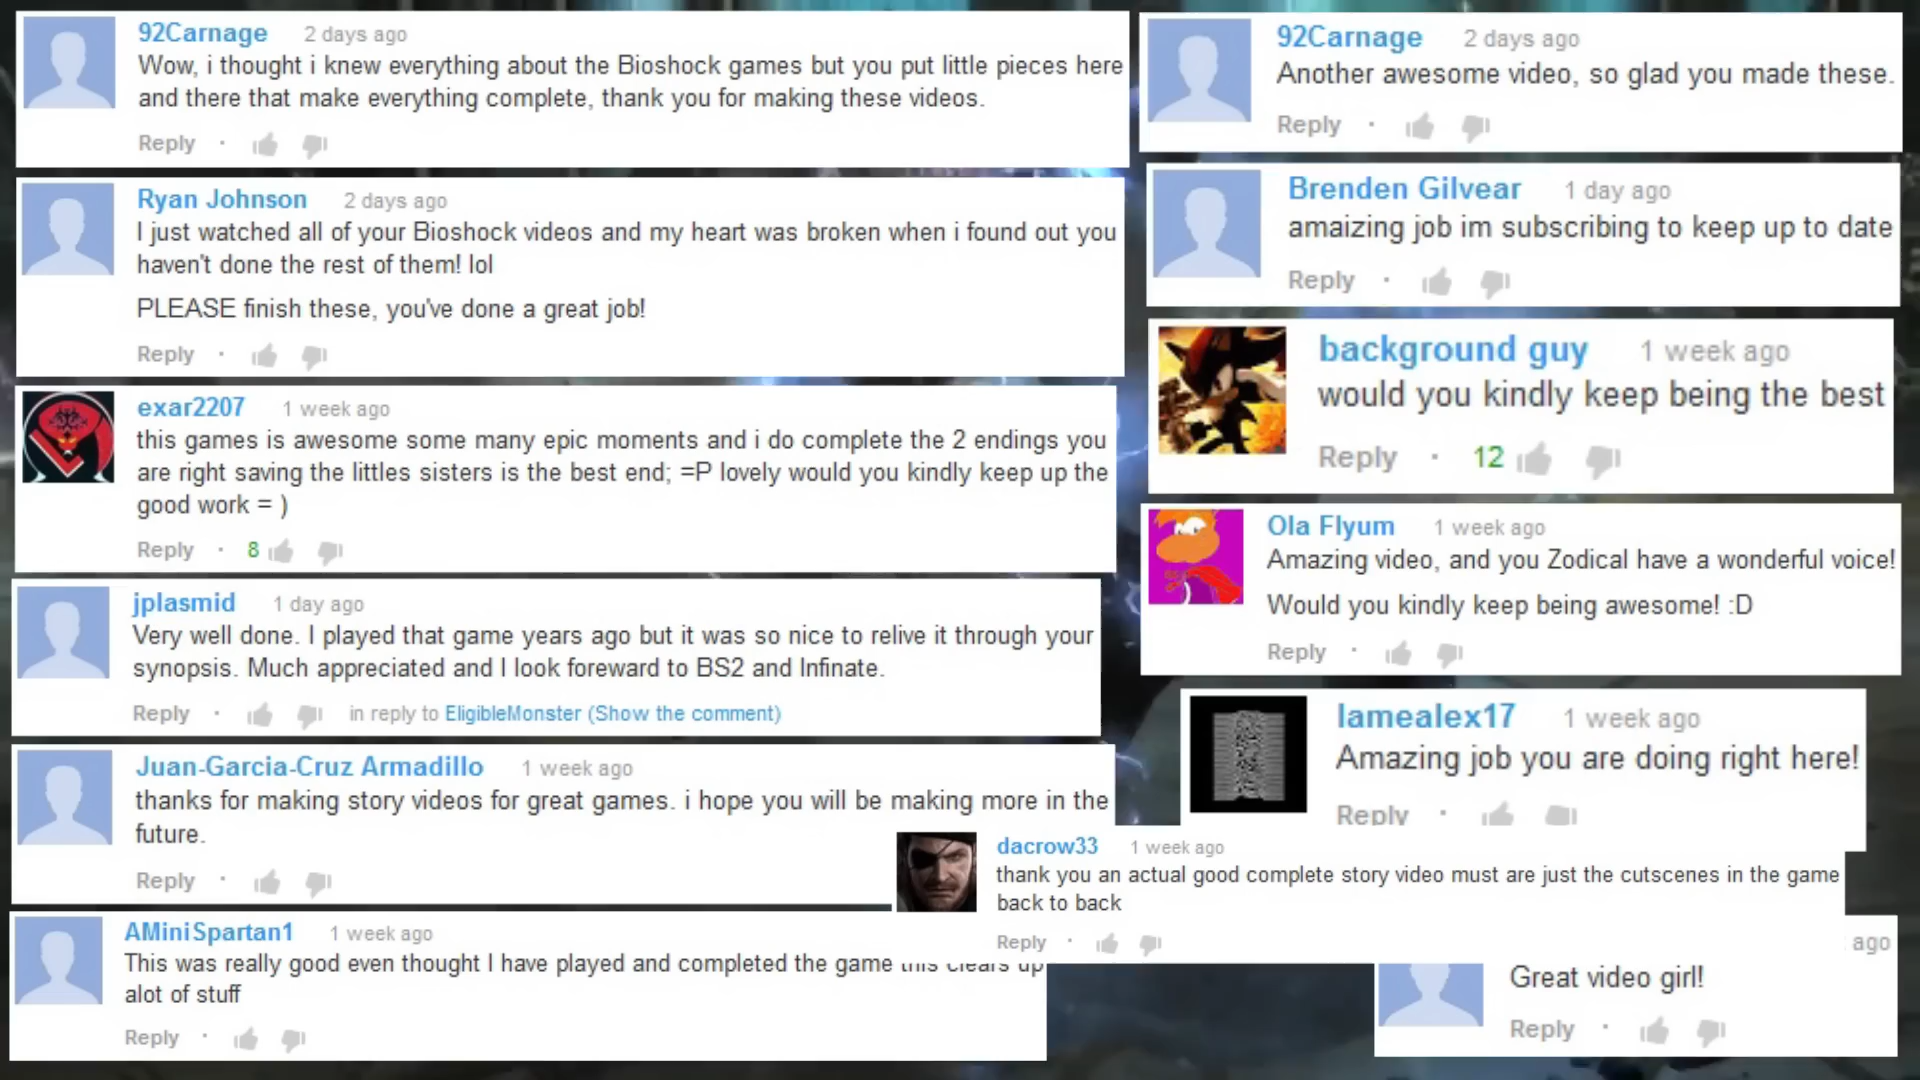 92Carnage 2 days ago
Wow, i thought i knew everything about the Bioshock games but you put little pieces here
and there that make everything complete, thank you for making these videos.
Reply ·
Ryan Johnson 2 days ago
I just watched all of your Bioshock videos and my heart was broken when i found out you
haven't done the rest of them! lol
PLEASE finish these, you've done a great job!
Reply ·
exar2207 1 week ago
this games is awesome some many epic moments and i do complete the 2 endings you
are right saving the littles sisters is the best end; =P lovely would you kindly keep up the
good work = )
Reply · 8
jplasmid 1 day ago
Very well done. I played that game years ago but it was so nice to relive it through your
synopsis. Much appreciated and I look foreward to BS2 and Infinate.
Reply · in reply to EligibleMonster (Show the comment)
Juan-Garcia-Cruz Armadillo 1 week ago
thanks for making story videos for great games. i hope you will be making more in the
future.
Reply ·
AMiniSpartan1 1 week ago
This was really good even thought I have played and completed the game this clears up
alot of stuff
Reply ·
92Carnage 2 days ago
Another awesome video, so glad you made these.
Reply ·
Brenden Gilvear 1 day ago
amaizing job im subscribing to keep up to date
Reply ·
background guy 1 week ago
would you kindly keep being the best
Reply · 12
Ola Flyum 1 week ago
Amazing video, and you Zodical have a wonderful voice!
Would you kindly keep being awesome! :D
Reply ·
lamealex17 1 week ago
Amazing job you are doing right here!
Reply ·
dacrow33 1 week ago
thank you an actual good complete story video must are just the cutscenes in the game
back to back
Reply ·
ago
Great video girl!
Reply ·